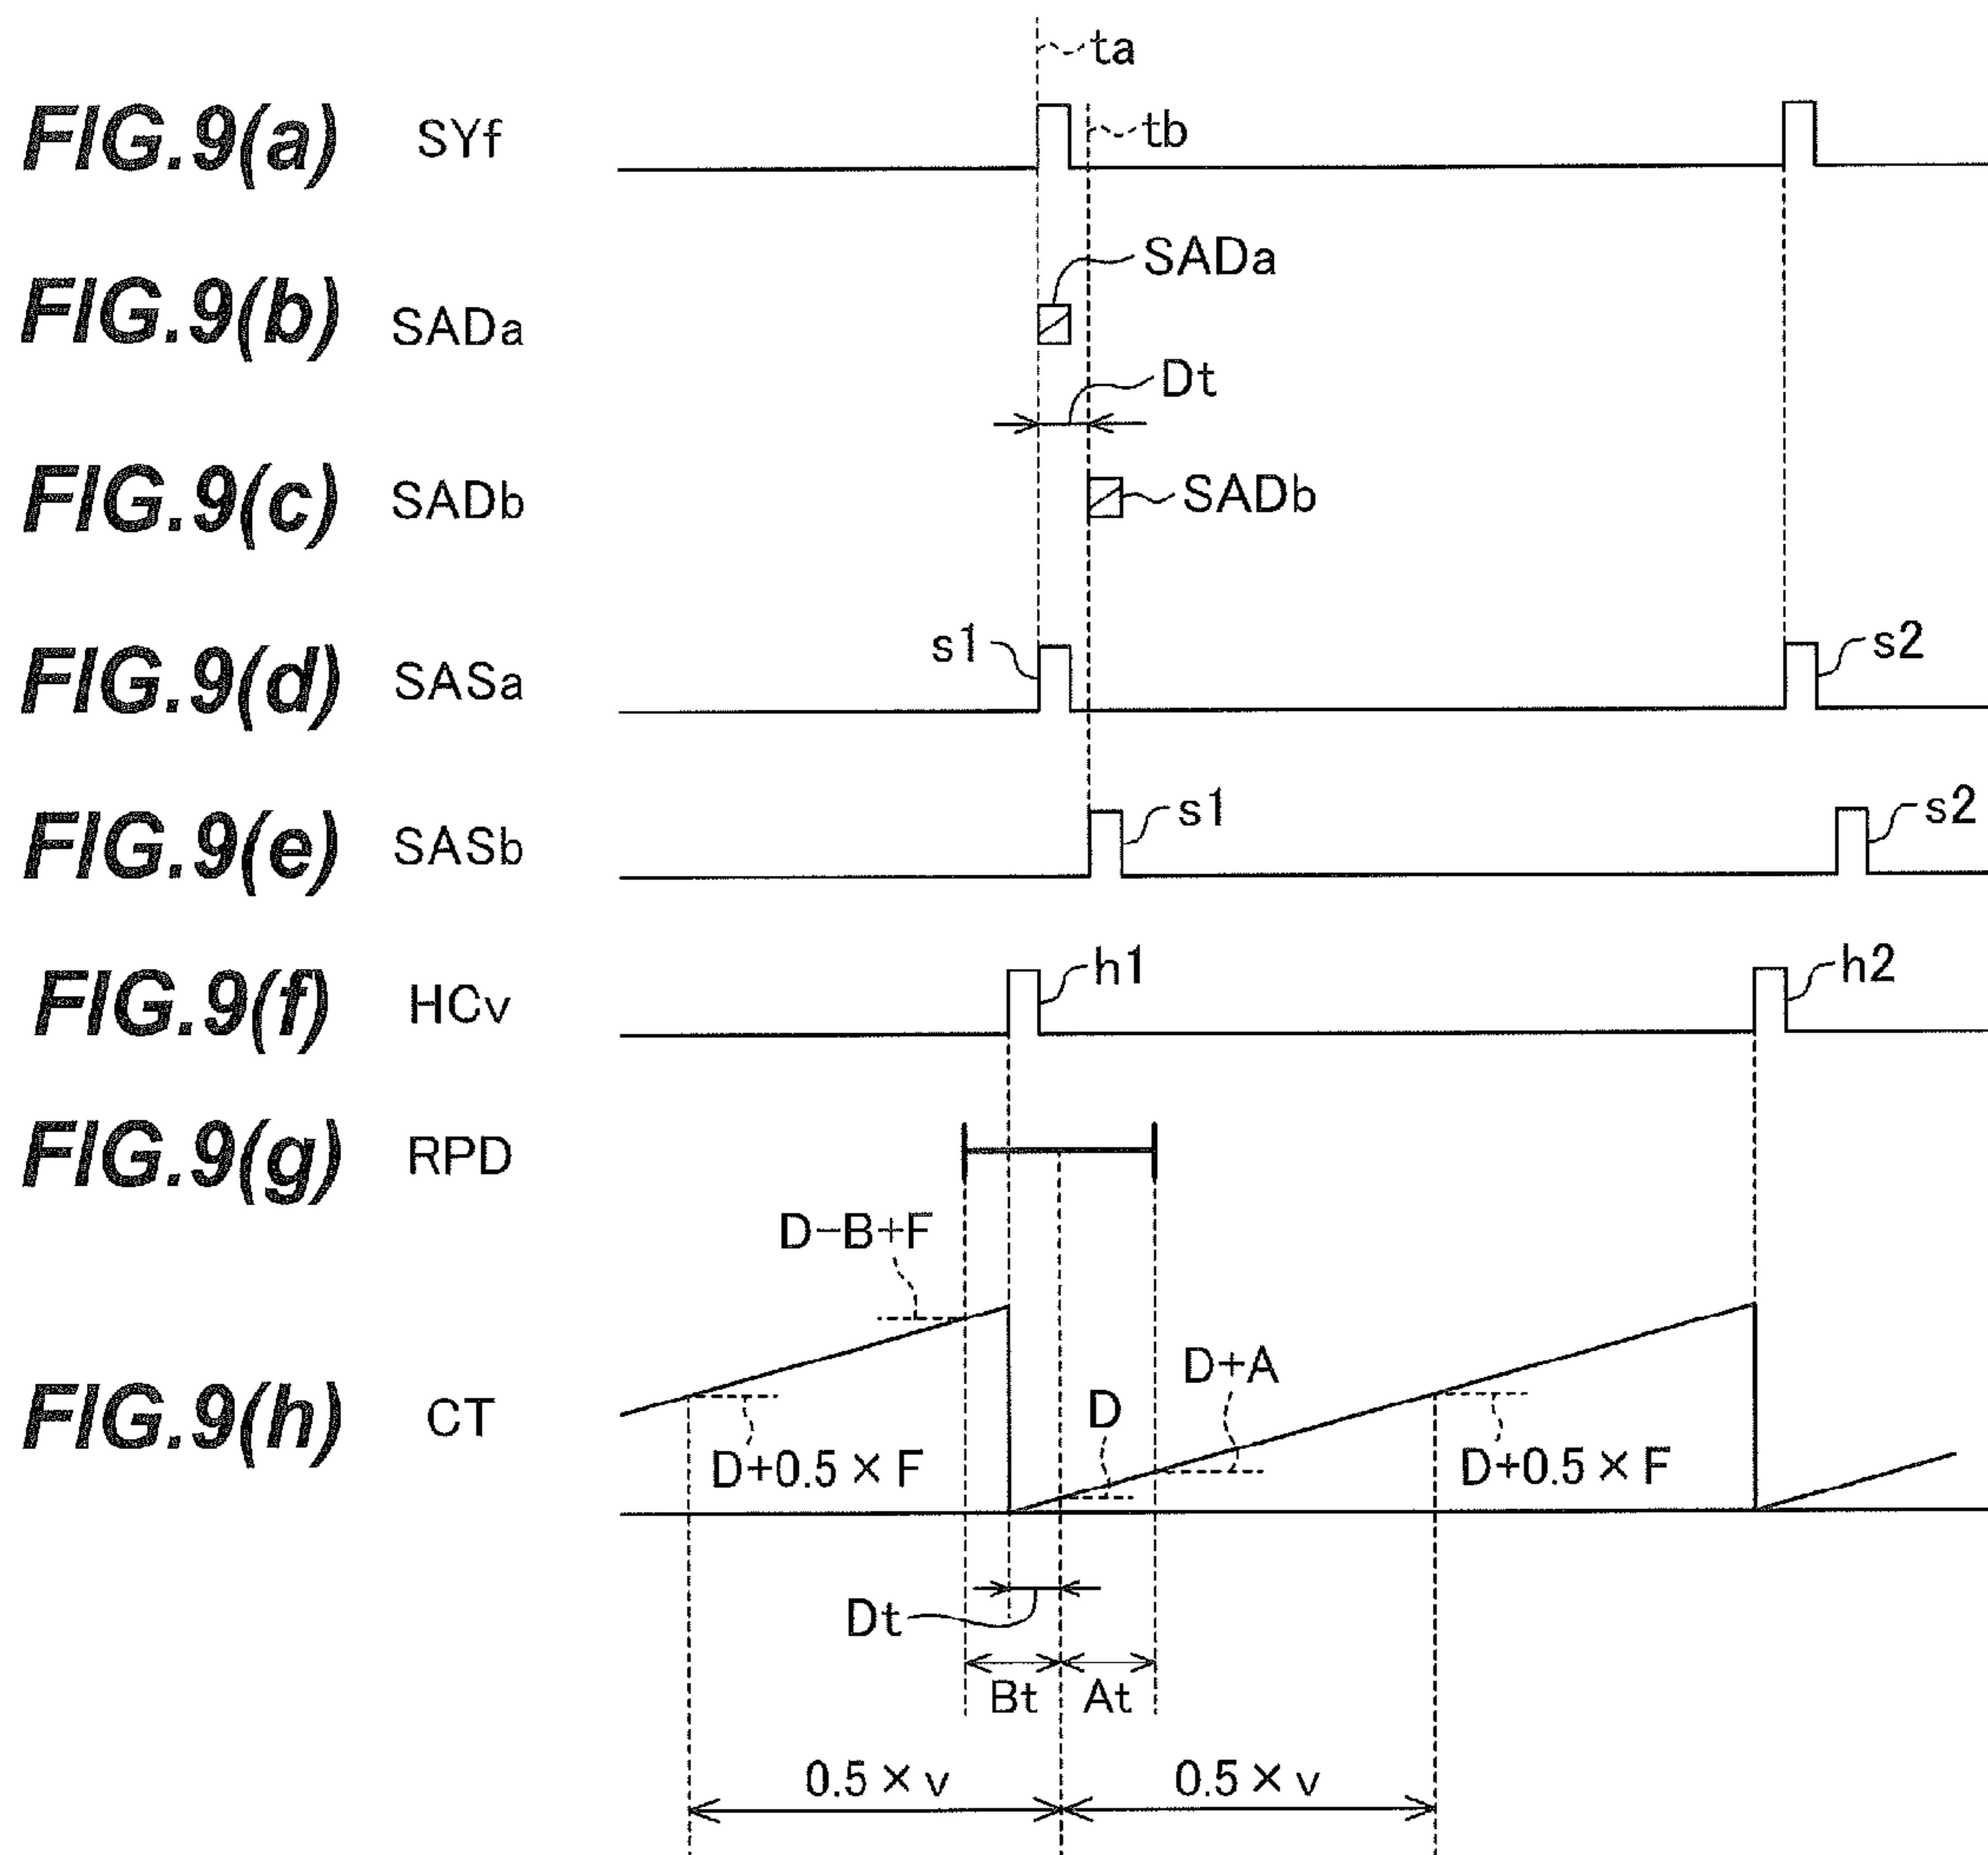 ta
FIG.9(a) SYf
tb
SADa
FIG.9(b) SADa
Dt
FIG.9(c) SADb
SADb
s1
s2
FIG.9(d) SASa
s1
s2
FIG.9(e) SASb
h1
h2
FIG.9(f) HCv
FIG.9(g) RPD
D-B+F
D+A
D
FIG.9(h) CT
D+0.5×F
D+0.5×F
Dt
Bt
At
0.5×v
0.5×v